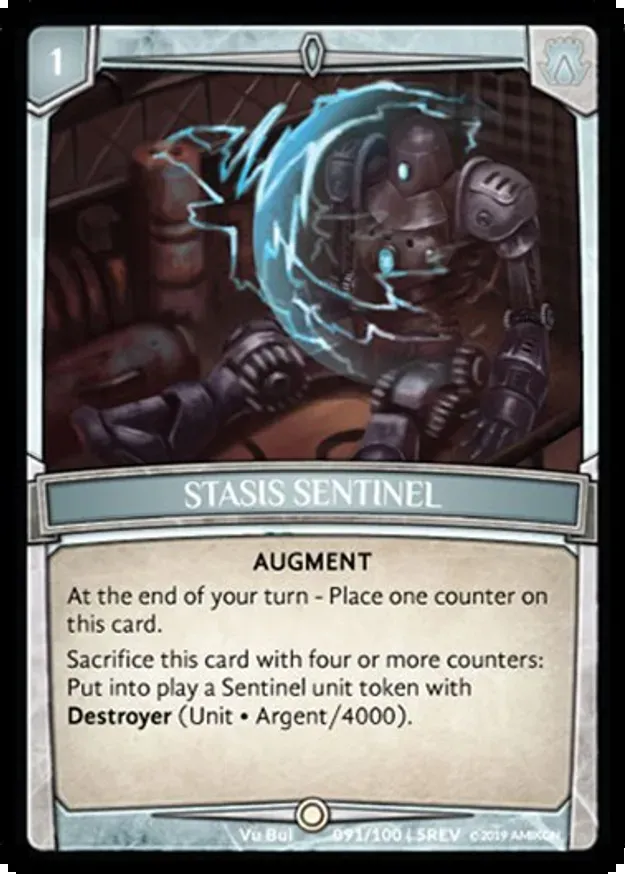 1
STASIS SENTINEL
AUGMENT
At the end of your turn - Place one counter on
this card.
Sacrifice this card with four or more counters:
Put into play a Sentinel unit token with
Destroyer (Unit • Argent/4000).
Vu Bui 091/100 | SREV © 2019 AMIKON